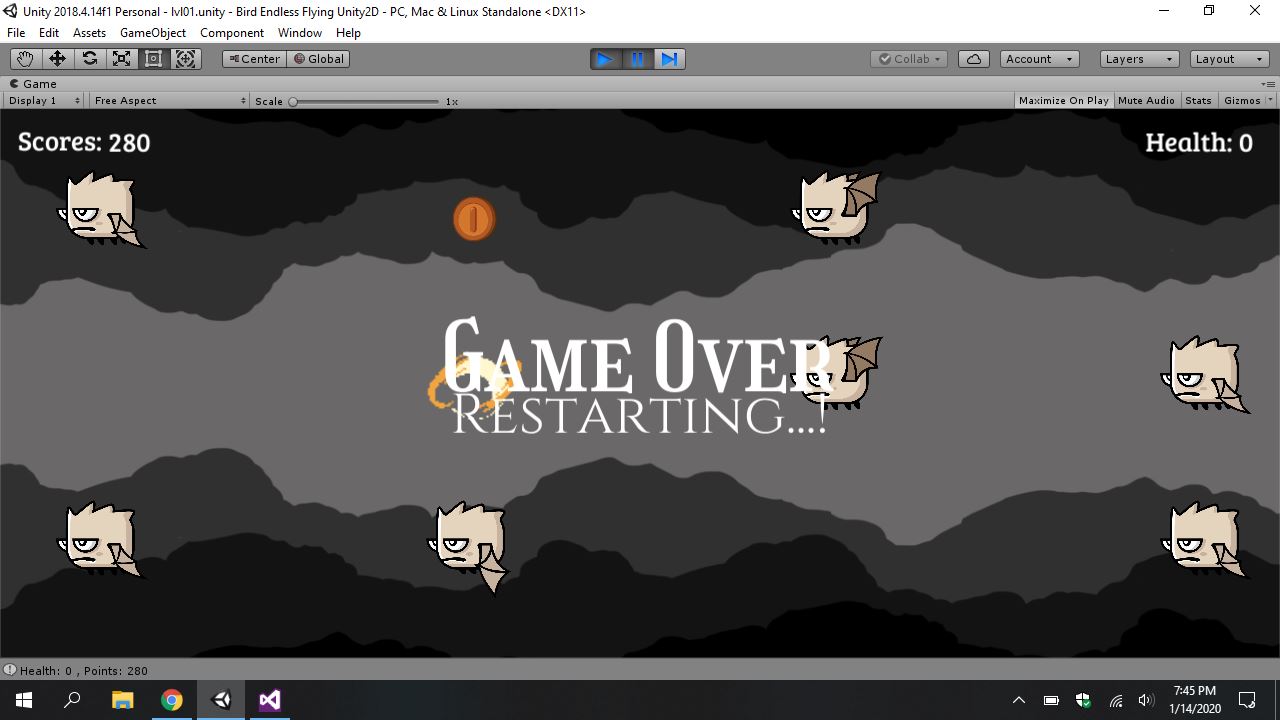 Unity 2018.4.14f1 Personal - lvl01.unity - Bird Endless Flying Unity2D - PC, Mac & Linux Standalone <DX11>
File Edit Assets GameObject Component Window Help
Center Global Collab Account Layers Layout
Game
Display 1 Free Aspect Scale 1x Maximize On Play Mute Audio Stats Gizmos
Scores: 280 Health: 0
Game Over
Restarting...!
Health: 0 , Points: 280
7:45 PM
1/14/2020